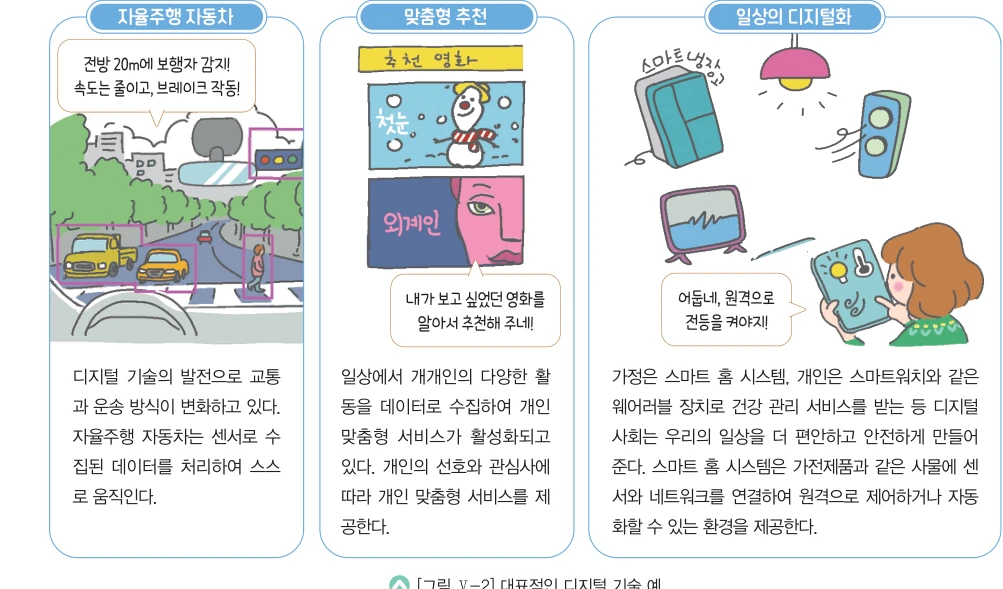 자율주행 자동차
전방 20m에 보행자 감지!
속도는 줄이고, 브레이크 작동!
디지털 기술의 발전으로 교통
과 운송 방식이 변화하고 있다.
자율주행 자동차는 센서로 수
집된 데이터를 처리하여 스스
로 움직인다.
맞춤형 추천
추천 영화
첫눈
외계인
내가 보고 싶었던 영화를
알아서 추천해 주네!
일상에서 개개인의 다양한 활
동을 데이터로 수집하여 개인
맞춤형 서비스가 활성화되고
있다. 개인의 선호와 관심사에
따라 개인 맞춤형 서비스를 제
공한다.
일상의 디지털화
스마트냉장고
어둡네, 원격으로
전등을 켜야지!
가정은 스마트 홈 시스템, 개인은 스마트워치와 같은
웨어러블 장치로 건강 관리 서비스를 받는 등 디지털
사회는 우리의 일상을 더 편안하고 안전하게 만들어
준다. 스마트 홈 시스템은 가전제품과 같은 사물에 센
서와 네트워크를 연결하여 원격으로 제어하거나 자동
화할 수 있는 환경을 제공한다.
[그림 Ⅴ-2] 대표적인 디지털 기술 예